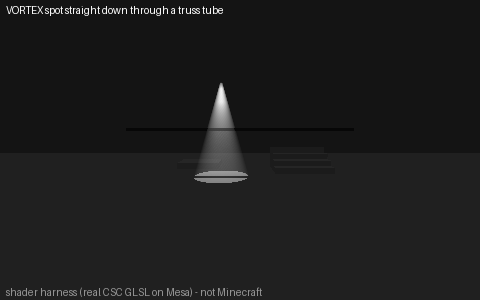 VORTEX spot straight down through a truss tube
shader harness (real CSC GLSL on Mesa) - not Minecraft